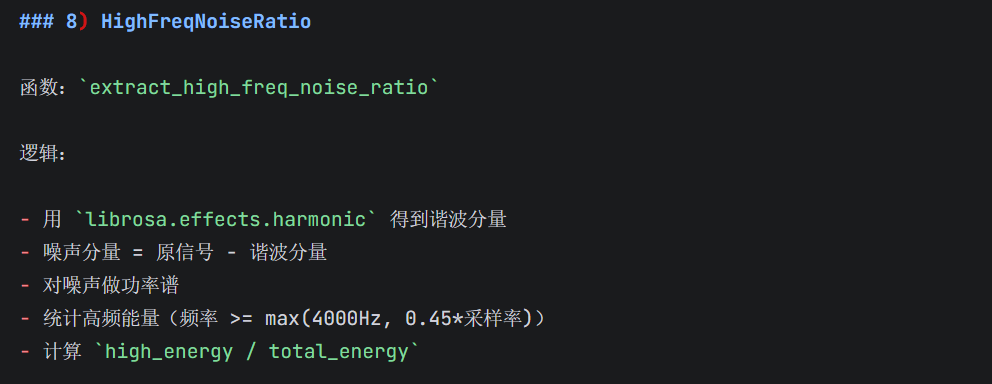 ### 8) HighFreqNoiseRatio
函数：`extract_high_freq_noise_ratio`
逻辑：
- 用 `librosa.effects.harmonic` 得到谐波分量
- 噪声分量 = 原信号 - 谐波分量
- 对噪声做功率谱
- 统计高频能量（频率 >= max(4000Hz, 0.45*采样率)）
- 计算 `high_energy / total_energy`